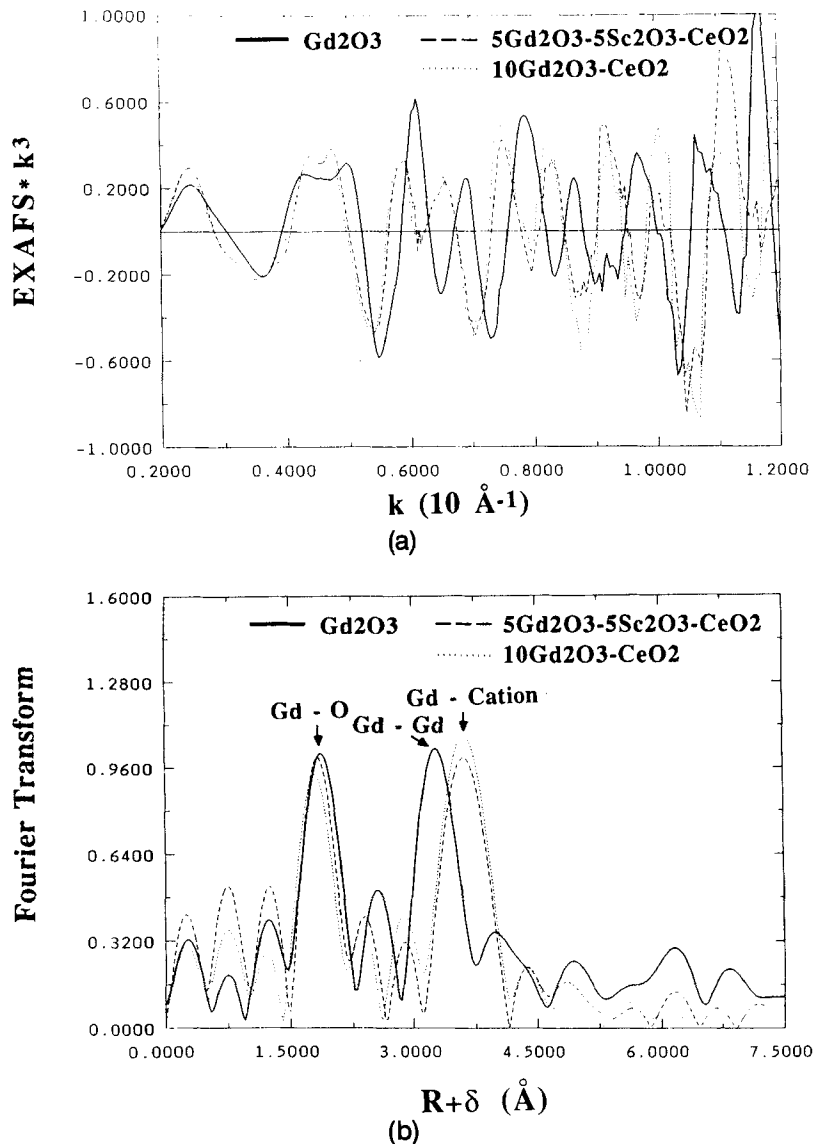 1.0000
Gd2O3
5Gd2O3-5Sc2O3-CeO2
10Gd2O3-CeO2
0.6000
0.2000
-0.2000
-0.6000
-1.0000
EXAFS* k3
0.2000 0.4000 0.6000 0.8000 1.0000 1.2000
k (10 Å-1)
(a)
1.6000
Gd2O3
5Gd2O3-5Sc2O3-CeO2
10Gd2O3-CeO2
1.2800
Gd - Cation
Gd - O
Gd - Gd
0.9600
0.6400
0.3200
0.0000
Fourier Transform
0.0000 1.5000 3.0000 4.5000 6.0000 7.5000
R+δ (Å)
(b)